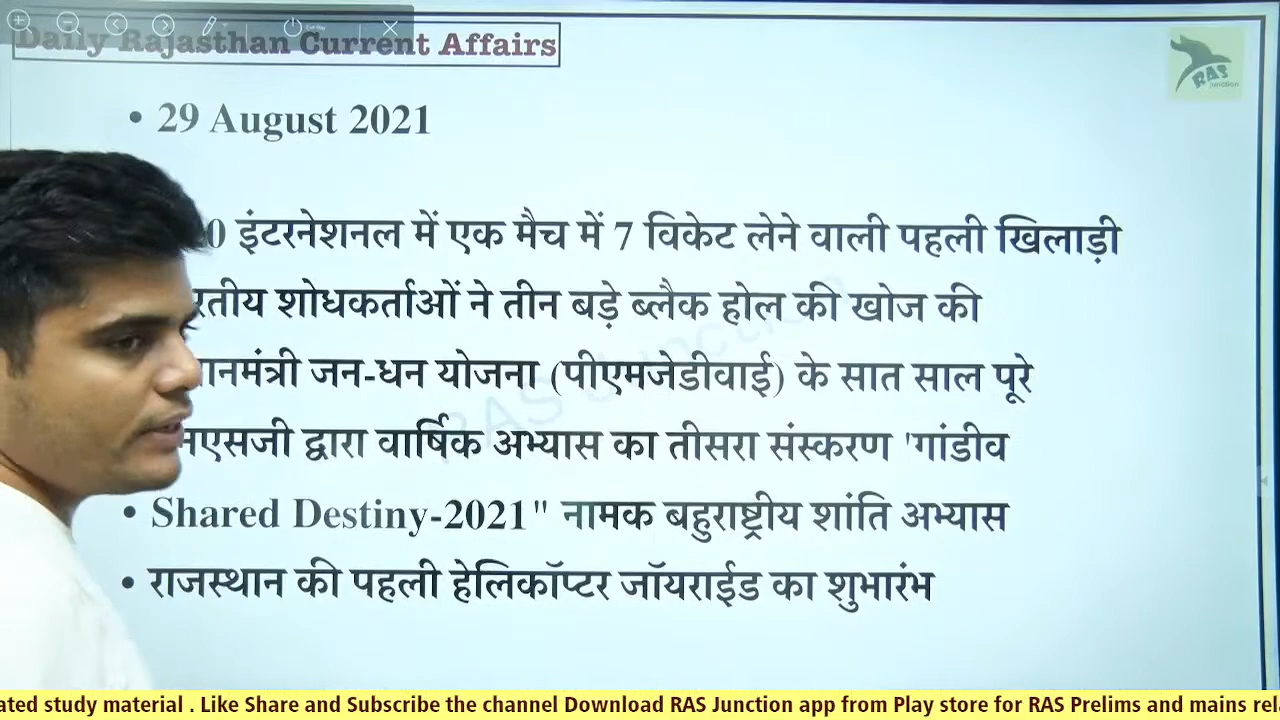 Daily Rajasthan Current Affairs
RAS
Junction
• 29 August 2021
0 इंटरनेशनल में एक मैच में 7 विकेट लेने वाली पहली खिलाड़ी
रतीय शोधकर्ताओं ने तीन बड़े ब्लैक होल की खोज की
ानमंत्री जन-धन योजना (पीएमजेडीवाई) के सात साल पूरे
नएसजी द्वारा वार्षिक अभ्यास का तीसरा संस्करण 'गांडीव
• Shared Destiny-2021" नामक बहुराष्ट्रीय शांति अभ्यास
• राजस्थान की पहली हेलिकॉप्टर जॉयराईड का शुभारंभ
RAS Junction
ated study material . Like Share and Subscribe the channel Download RAS Junction app from Play store for RAS Prelims and mains rel